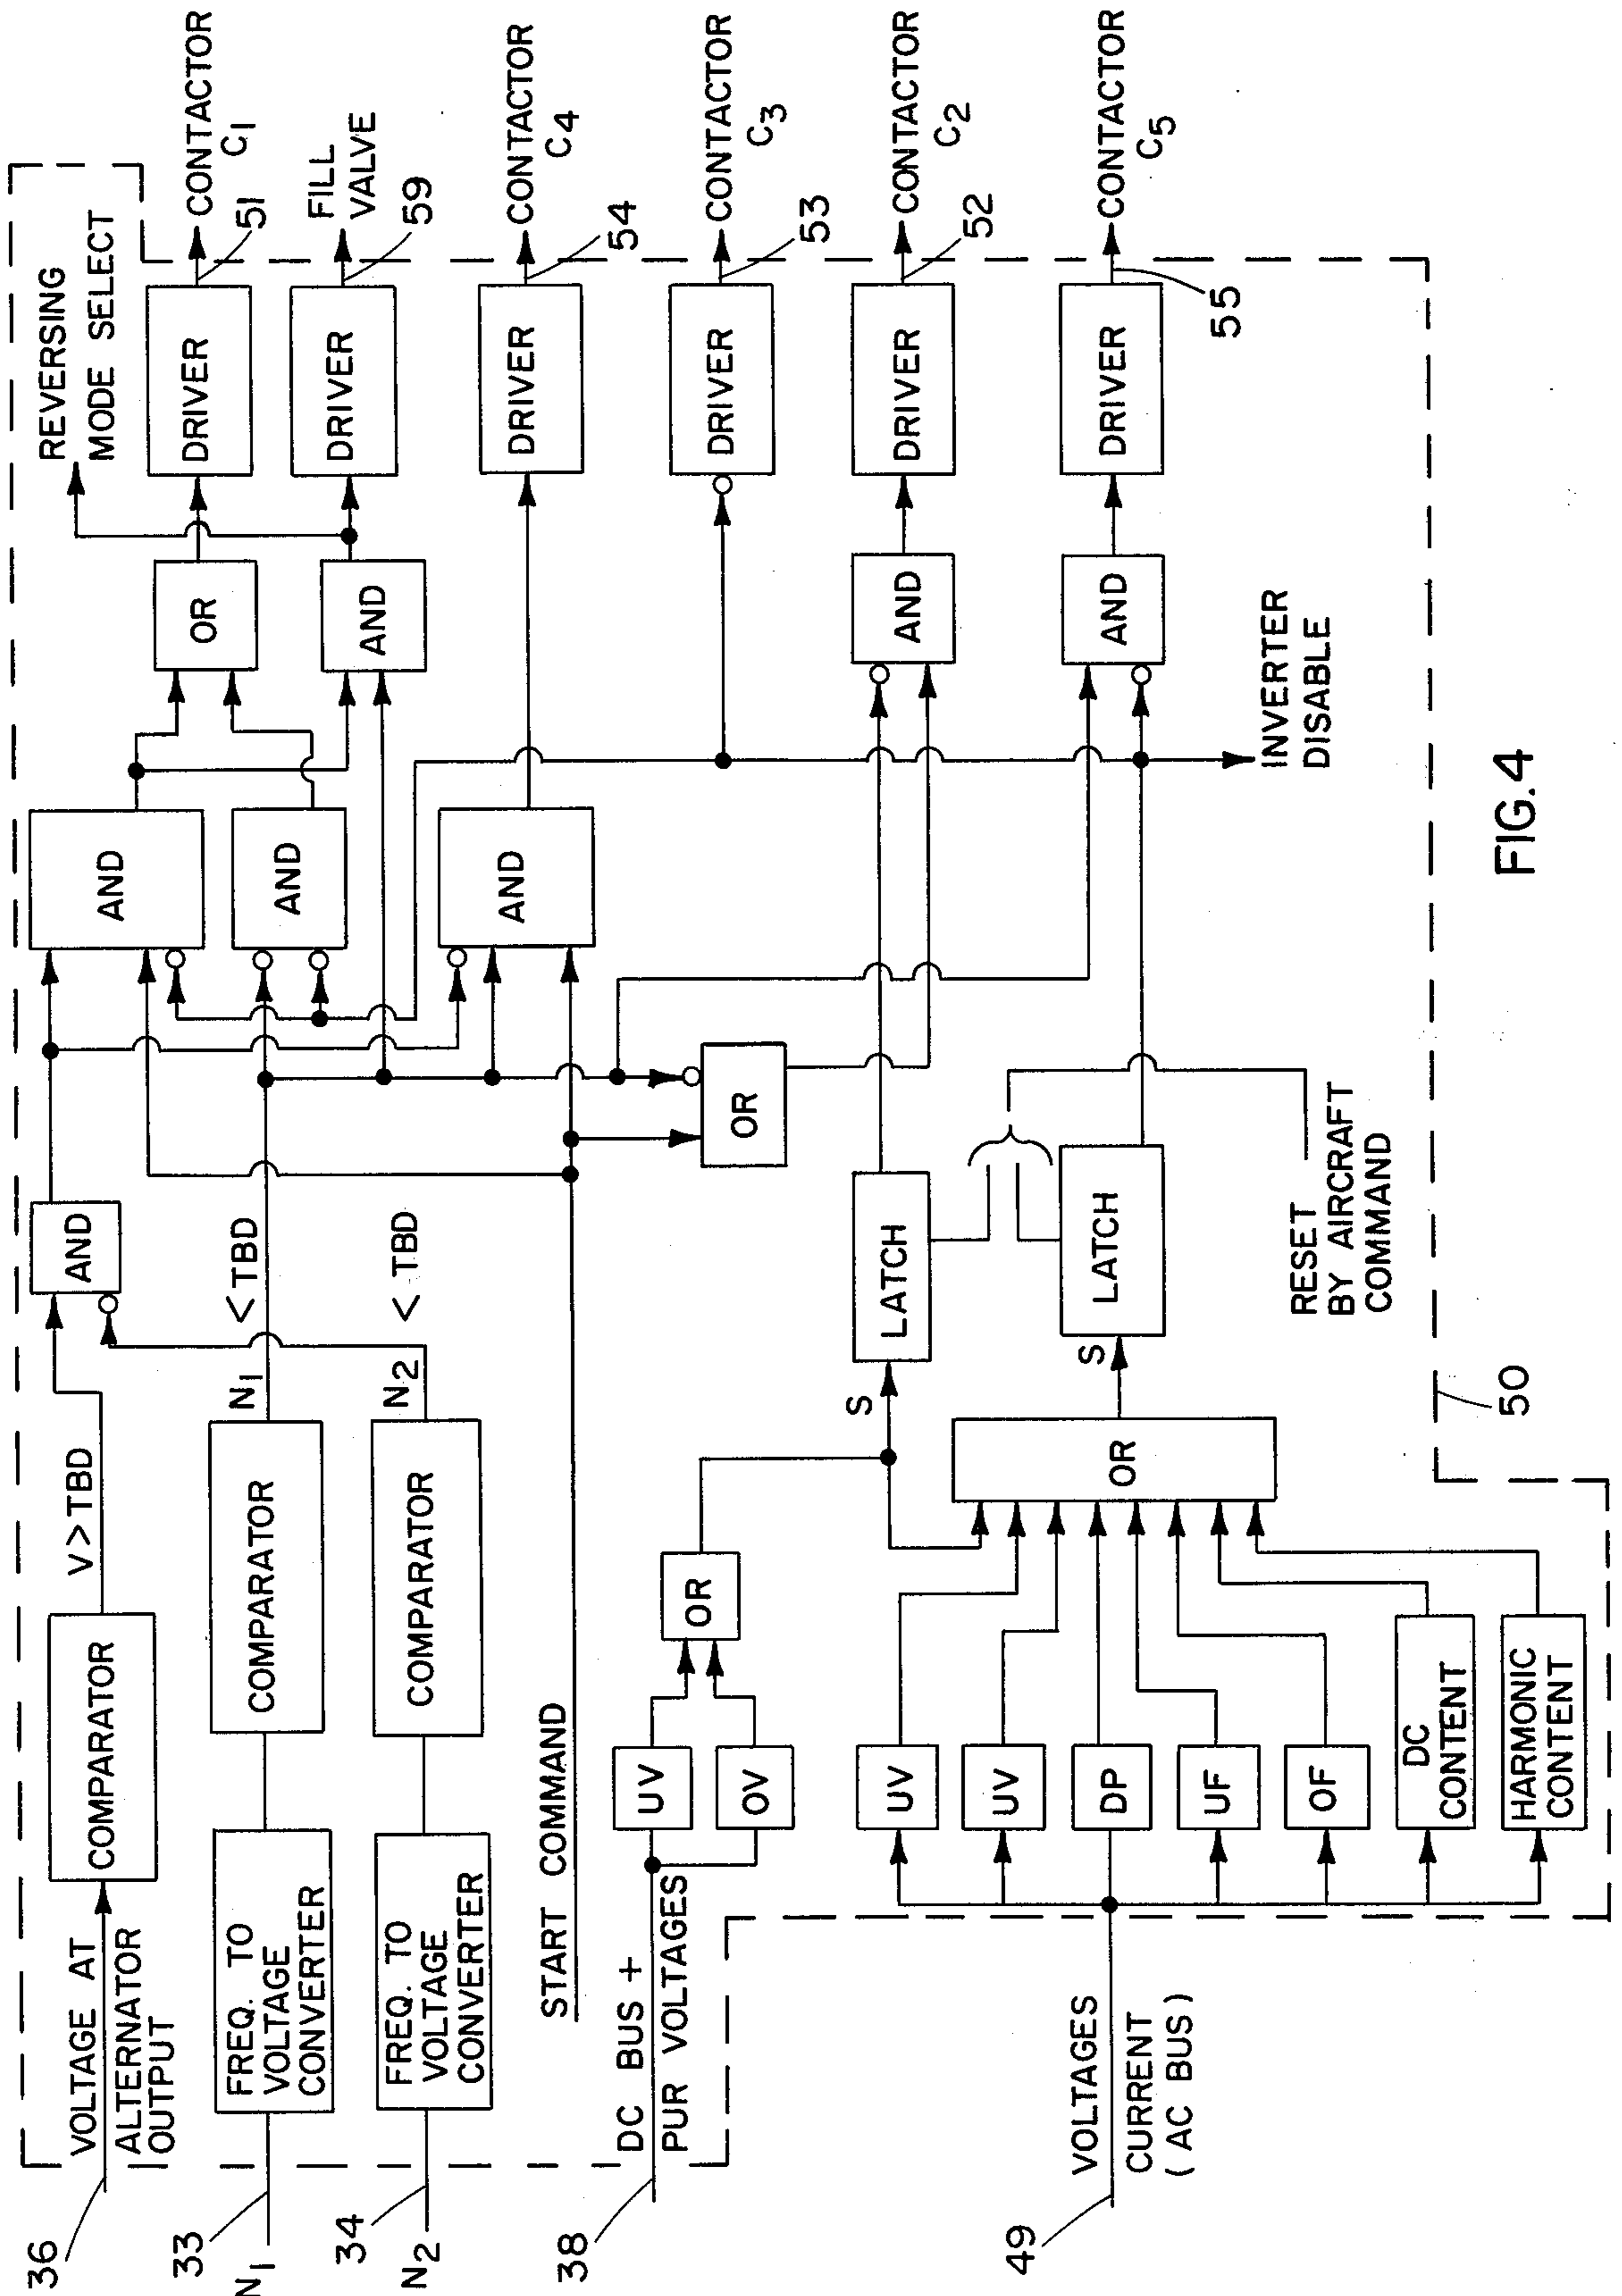 REVERSING
MODE SELECT
CONTACTOR
C1
51
FILL
VALVE
59
CONTACTOR
C4
54
CONTACTOR
C3
53
CONTACTOR
C2
52
CONTACTOR
C5
55
DRIVER
DRIVER
DRIVER
DRIVER
DRIVER
DRIVER
OR
AND
AND
AND
INVERTER
DISABLE
AND
AND
AND
OR
AND
LATCH
LATCH
S
S
RESET
BY AIRCRAFT
COMMAND
V>TBD
N1 <TBD
N2 <TBD
COMPARATOR
COMPARATOR
COMPARATOR
FREQ. TO
VOLTAGE
CONVERTER
FREQ. TO
VOLTAGE
CONVERTER
VOLTAGE AT
ALTERNATOR
OUTPUT
36
33
N1
34
N2
START COMMAND
DC BUS +
PUR VOLTAGES
38
UV
OV
OR
OR
UV
UV
DP
UF
OF
DC
CONTENT
HARMONIC
CONTENT
VOLTAGES
CURRENT
(AC BUS)
49
50
FIG.4